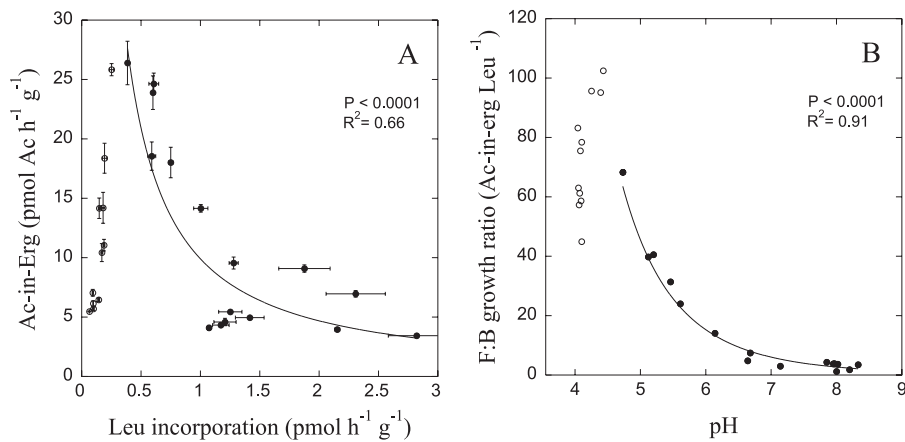 A
P < 0.0001
R² = 0.66
Ac-in-Erg (pmol Ac h⁻¹ g⁻¹)
30
25
20
15
10
5
0
0 0.5 1 1.5 2 2.5 3
Leu incorporation (pmol h⁻¹ g⁻¹)
B
P < 0.0001
R² = 0.91
F:B growth ratio (Ac-in-erg Leu⁻¹)
120
100
80
60
40
20
0
4 5 6 7 8 9
pH